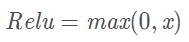 Relu = max(0, x)